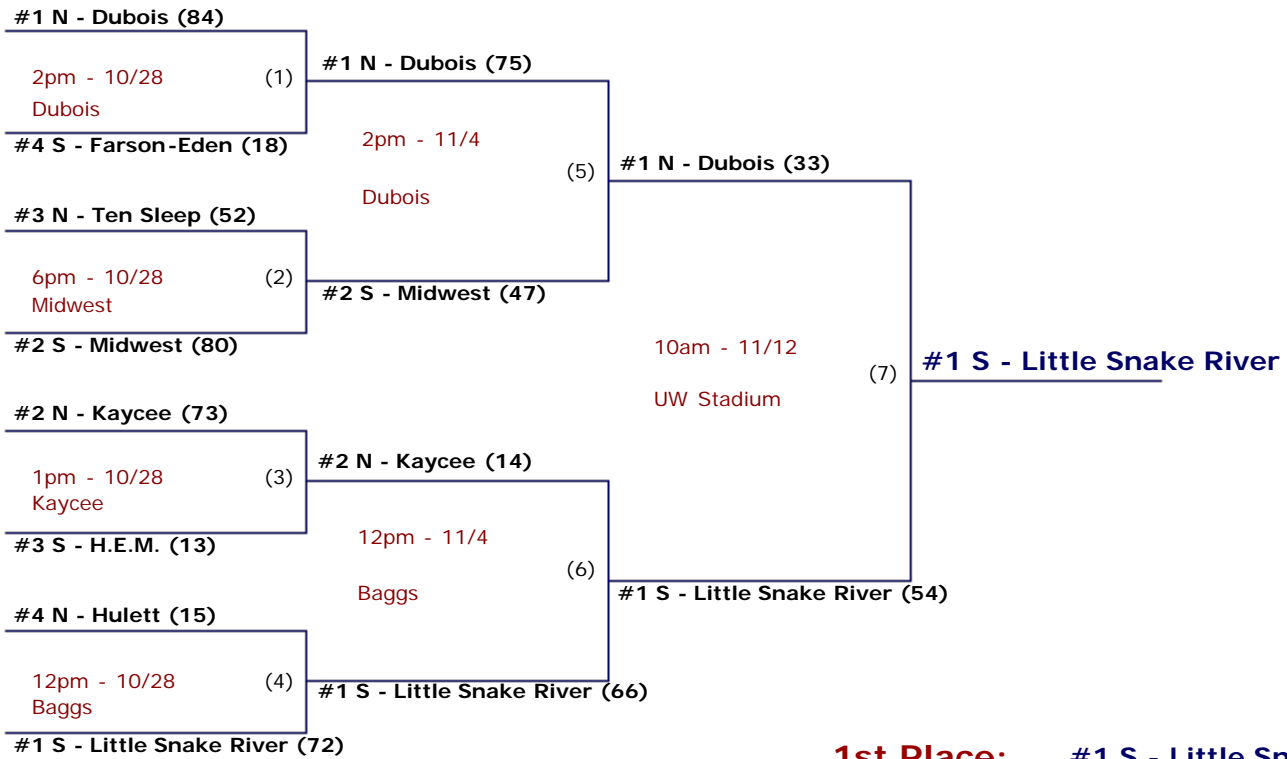 #1 N - Dubois (84)
2pm - 10/28
(1)
Dubois
#4 S - Farson-Eden (18)
#3 N - Ten Sleep (52)
6pm - 10/28
(2)
Midwest
#2 S - Midwest (80)
#2 N - Kaycee (73)
1pm - 10/28
(3)
Kaycee
#3 S - H.E.M. (13)
#4 N - Hulett (15)
12pm - 10/28
(4)
Baggs
#1 S - Little Snake River (72)
#1 N - Dubois (75)
2pm - 11/4
(5)
Dubois
#2 S - Midwest (47)
#2 N - Kaycee (14)
12pm - 11/4
(6)
Baggs
#1 S - Little Snake River (66)
#1 N - Dubois (33)
10am - 11/12
(7)
UW Stadium
#1 S - Little Snake River (54)
#1 S - Little Snake River
1st Place: #1 S - Little